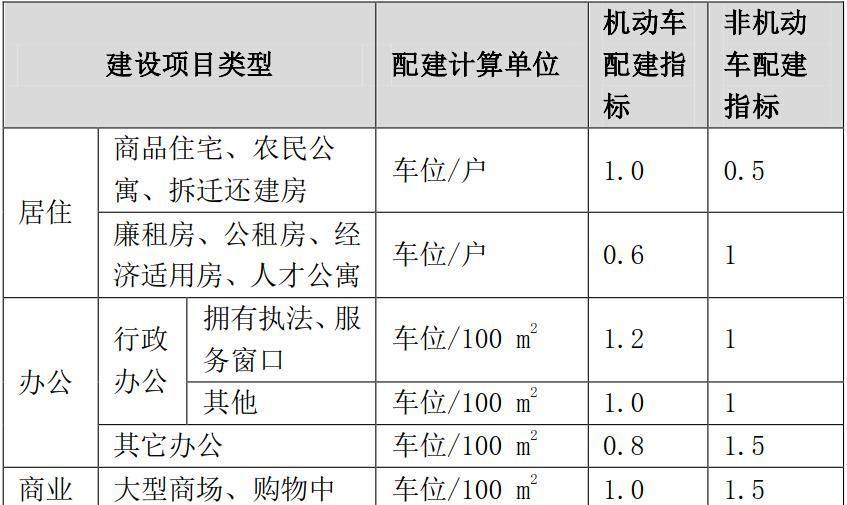 建设项目类型 配建计算单位 机动车配建指标 非机动车配建指标
居住 商品住宅、农民公寓、拆迁还建房 车位/户 1.0 0.5
廉租房、公租房、经济适用房、人才公寓 车位/户 0.6 1
办公 行政办公 拥有执法、服务窗口 车位/100 m² 1.2 1
其他 车位/100 m² 1.0 1
其它办公 车位/100 m² 0.8 1.5
商业 大型商场、购物中 车位/100 m² 1.0 1.5